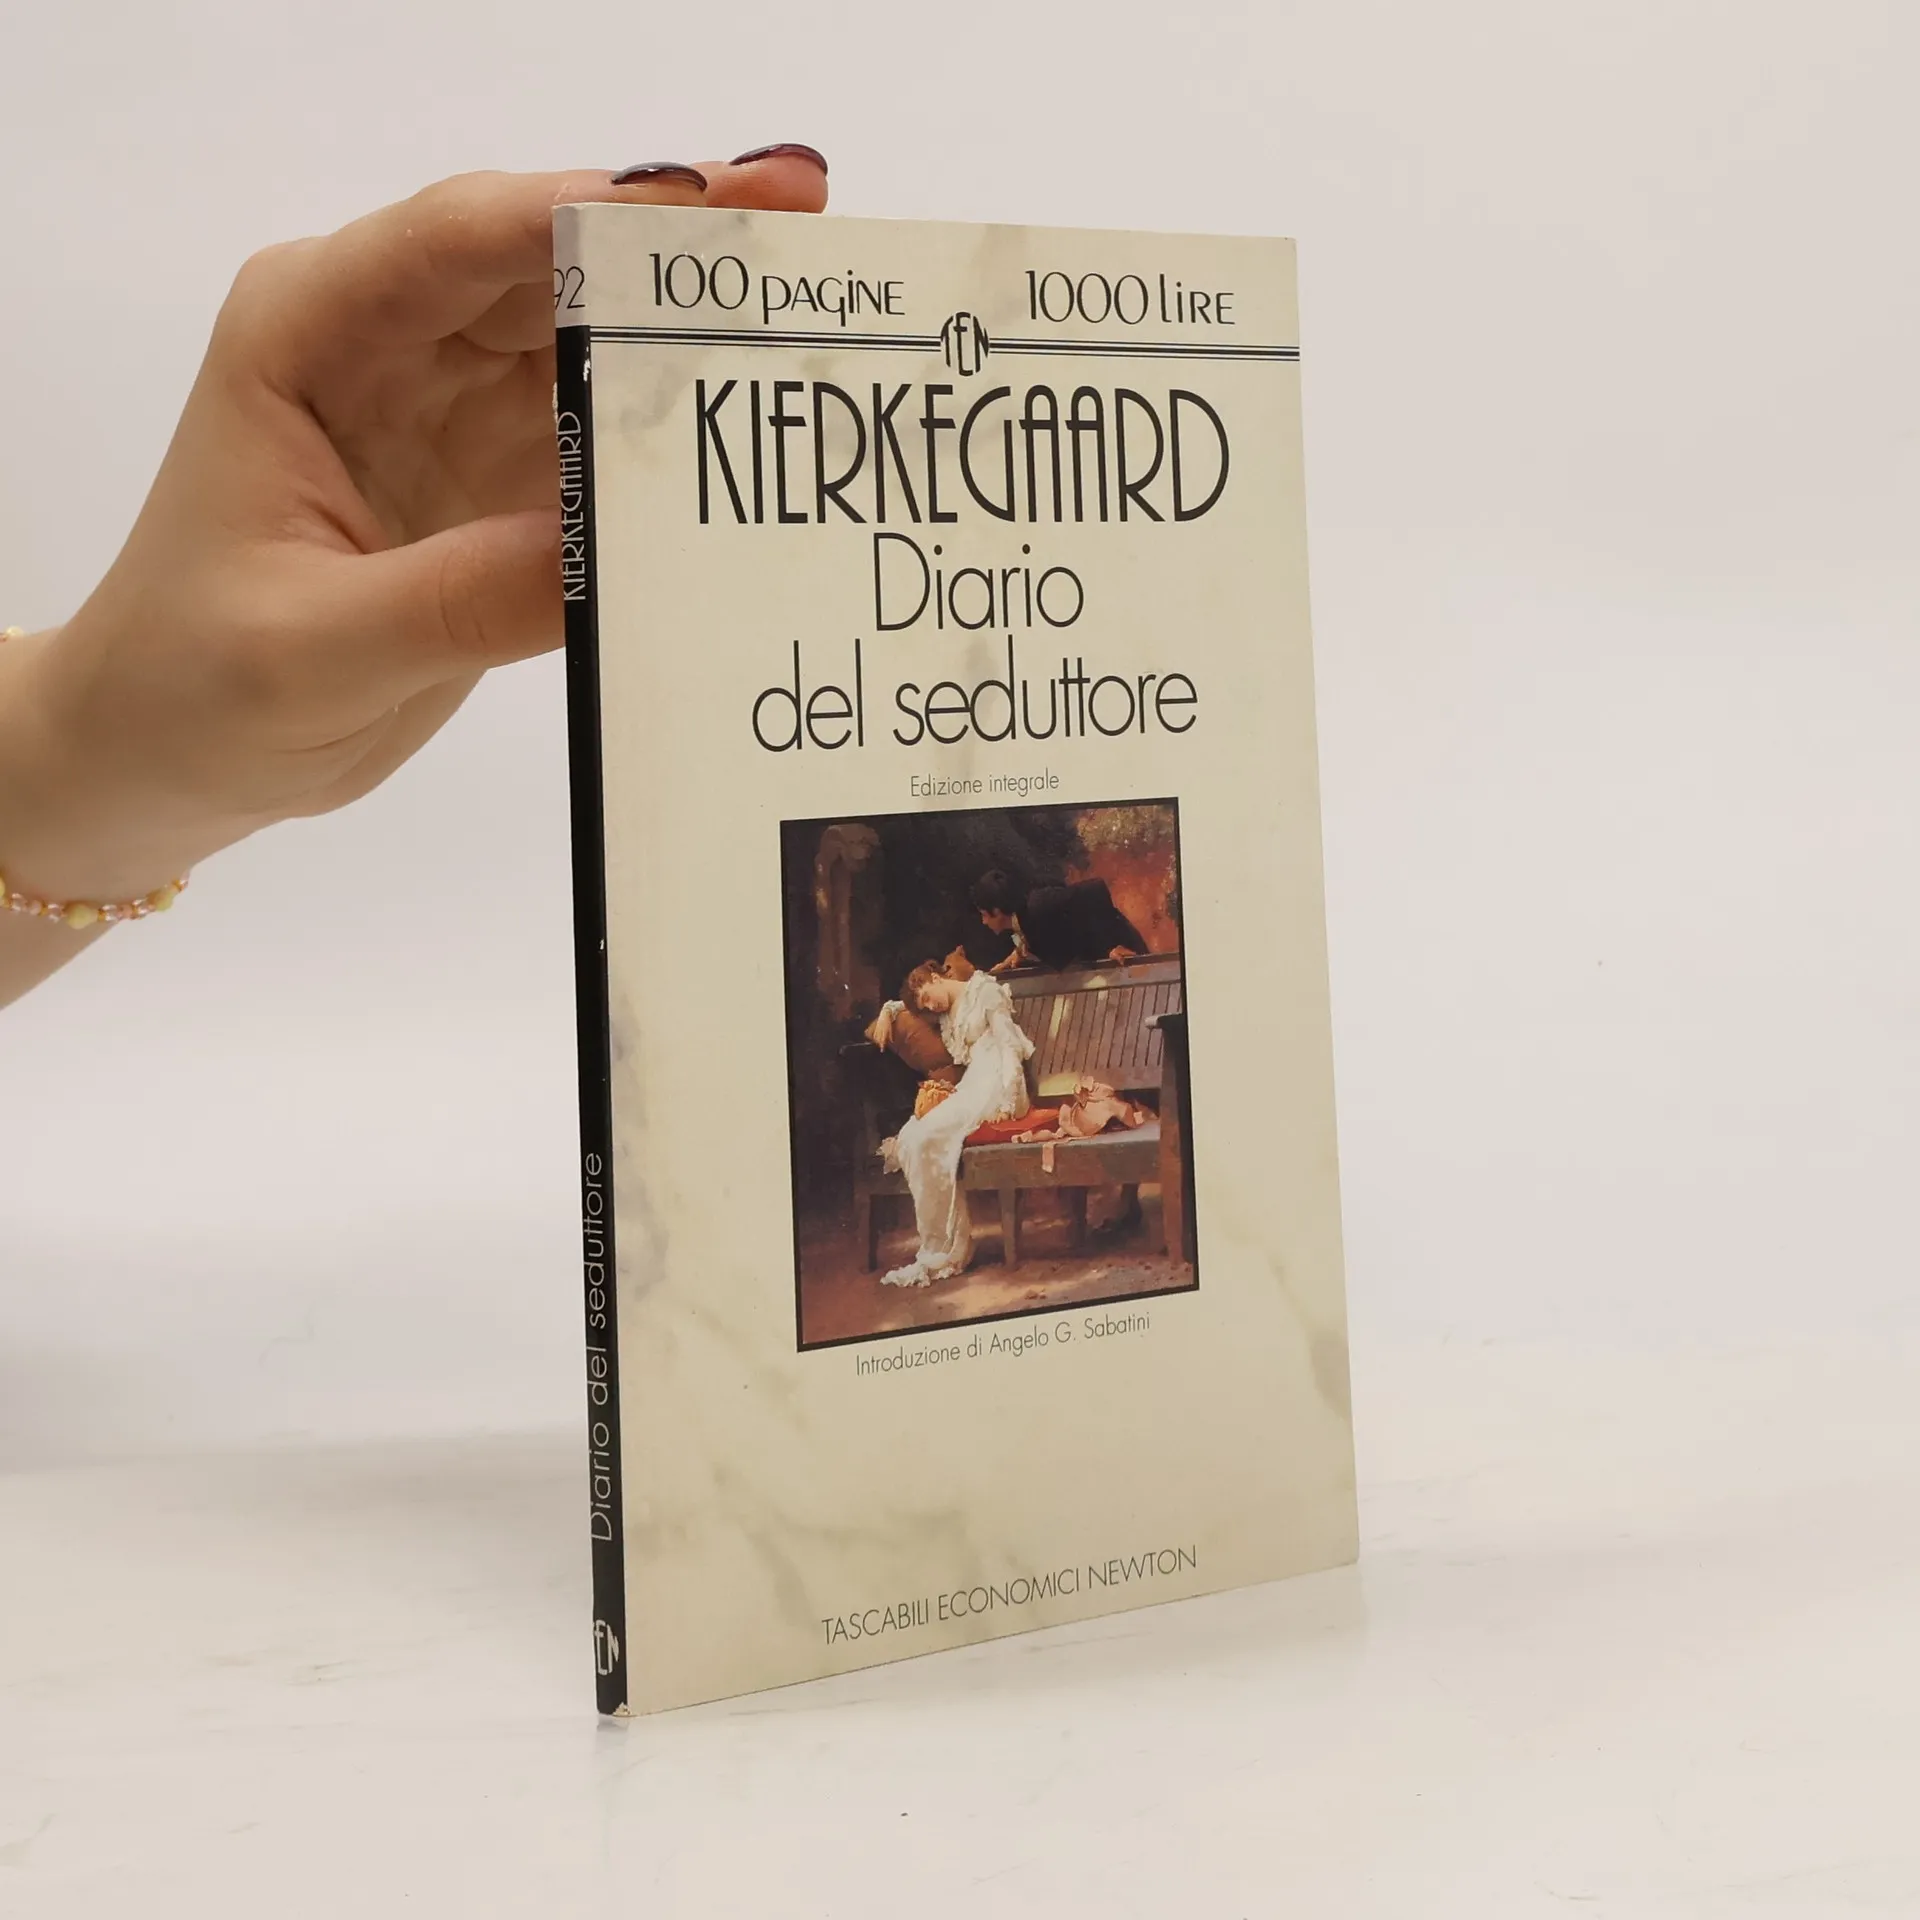 100 pagine 1000 lire
TEN
KIERKEGAARD
Diario
del seduttore
Edizione integrale
Introduzione di Angelo G. Sabatini
TASCABILI ECONOMICI NEWTON
92
KIERKEGAARD
Diario del seduttore
TEN